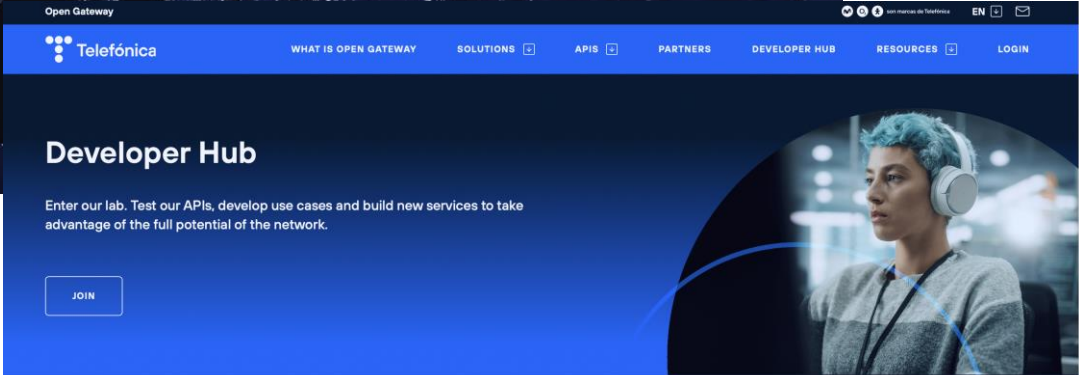 Open Gateway
son marcas de Telefónica
EN
Telefónica
WHAT IS OPEN GATEWAY
SOLUTIONS
APIS
PARTNERS
DEVELOPER HUB
RESOURCES
LOGIN
Developer Hub
Enter our lab. Test our APIs, develop use cases and build new services to take
advantage of the full potential of the network.
JOIN